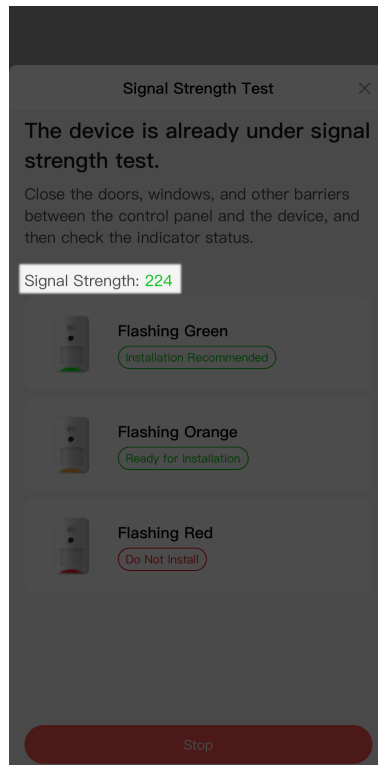 Signal Strength Test
The device is already under signal
strength test.
Close the doors, windows, and other barriers
between the control panel and the device, and
then check the indicator status.
Signal Strength: 224
Flashing Green
Installation Recommended
Flashing Orange
Ready for Installation
Flashing Red
Do Not Install
Stop